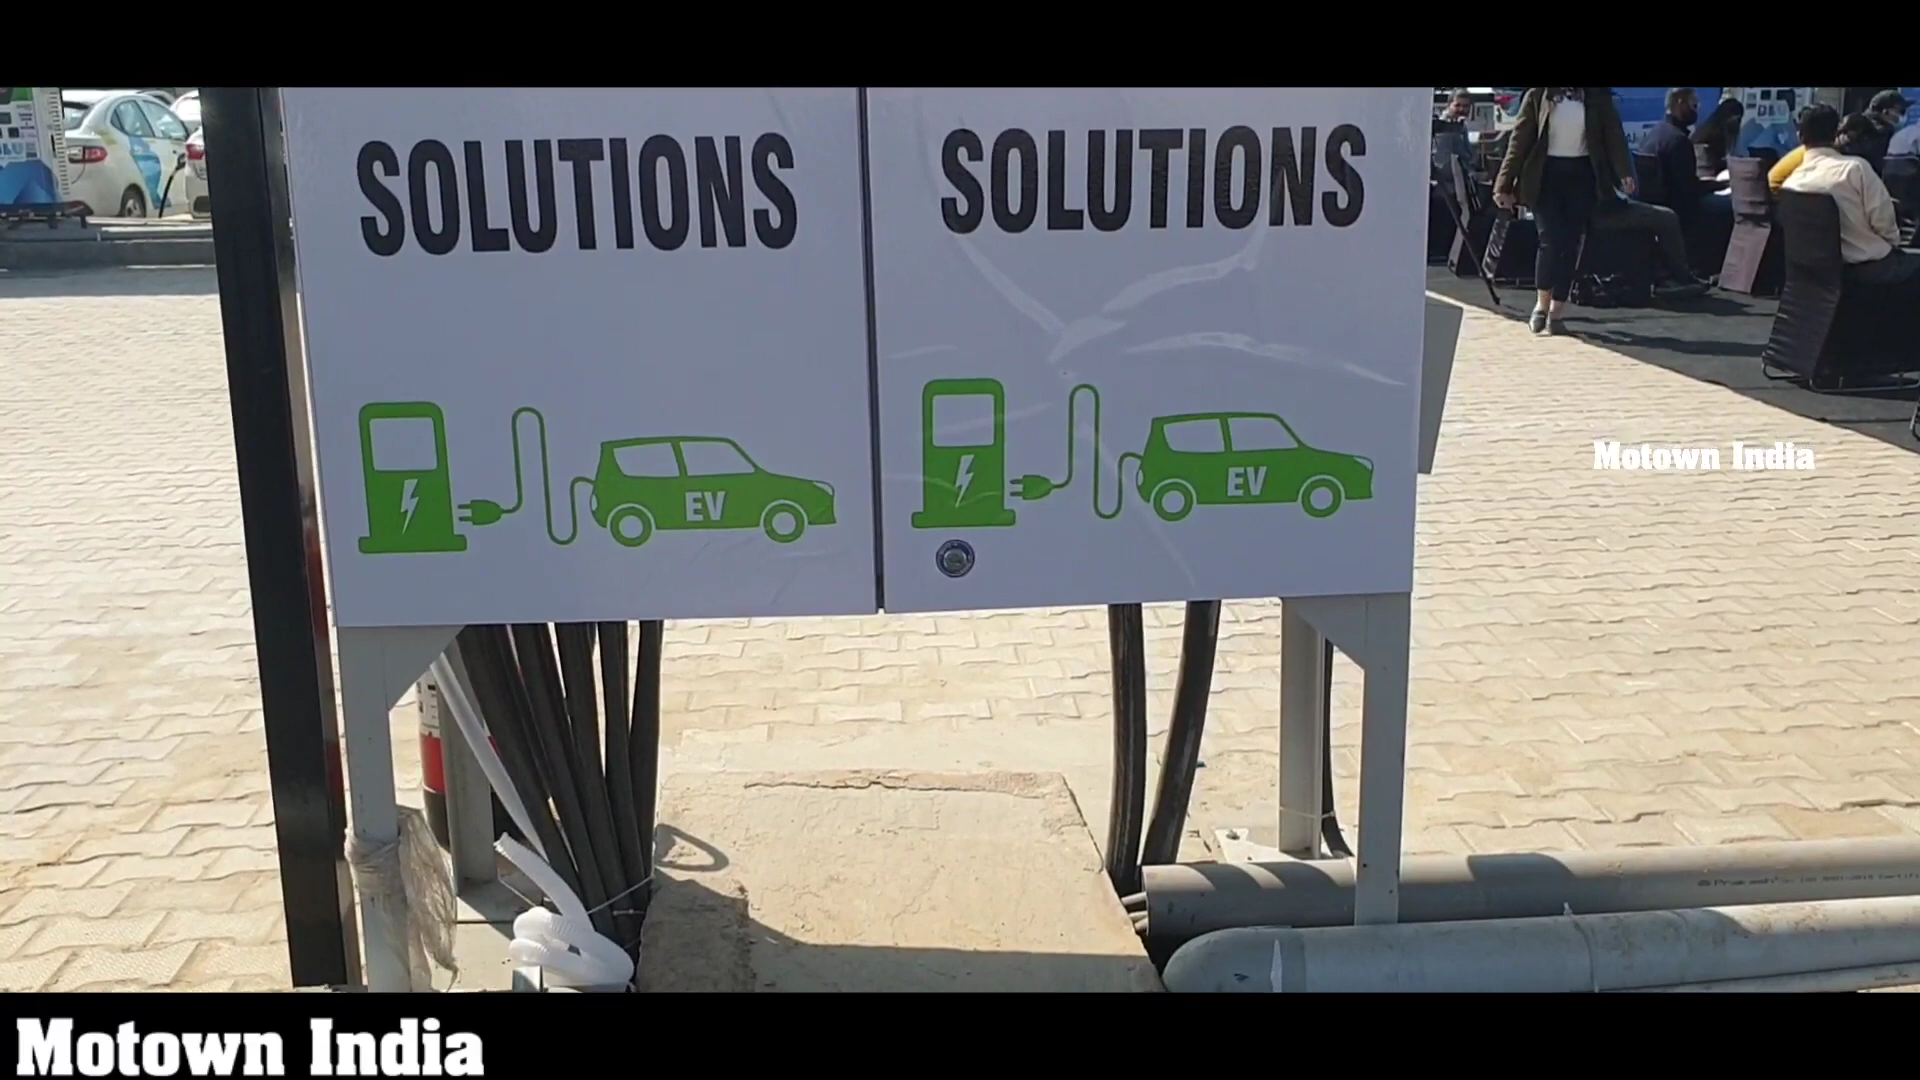 SOLUTIONS
SOLUTIONS
EV
EV
Motown India
Motown India